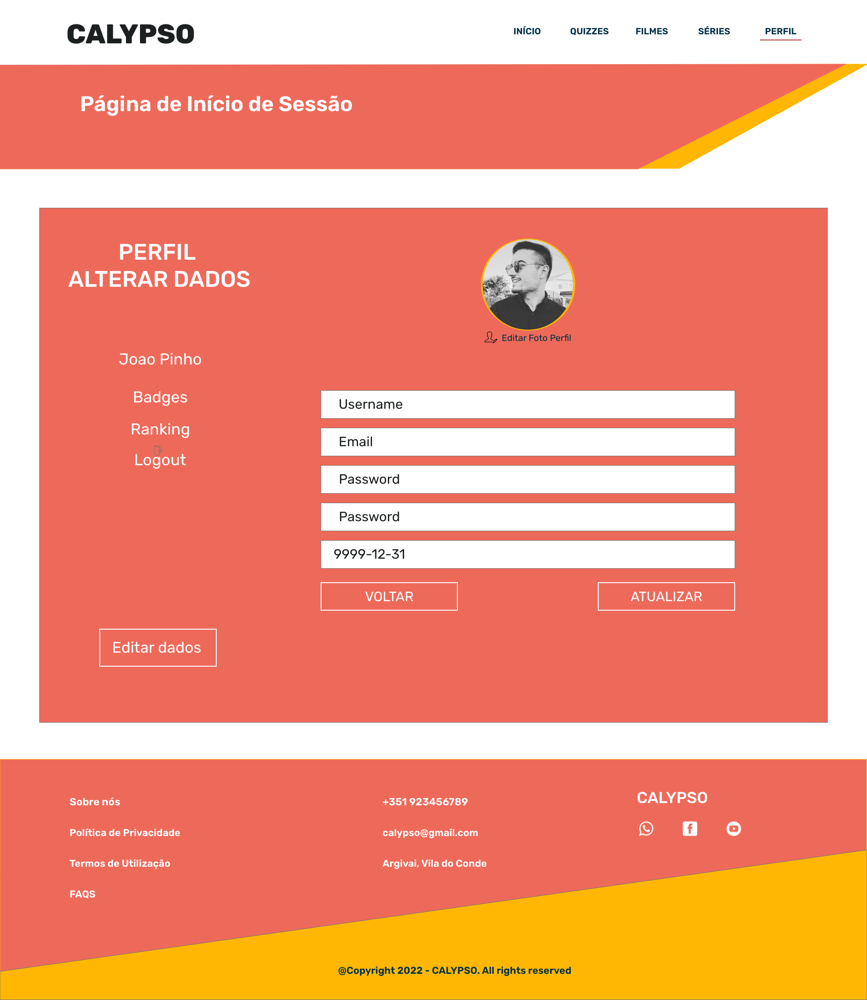 CALYPSO
INÍCIO QUIZZES FILMES SÉRIES PERFIL
Página de Início de Sessão
PERFIL
ALTERAR DADOS
Editar Foto Perfil
Joao Pinho
Badges
Ranking
Logout
Username
Email
Password
Password
9999-12-31
VOLTAR
ATUALIZAR
Editar dados
Sobre nós
Política de Privacidade
Termos de Utilização
FAQS
+351 923456789
calypso@gmail.com
Argivai, Vila do Conde
CALYPSO
@Copyright 2022 - CALYPSO. All rights reserved